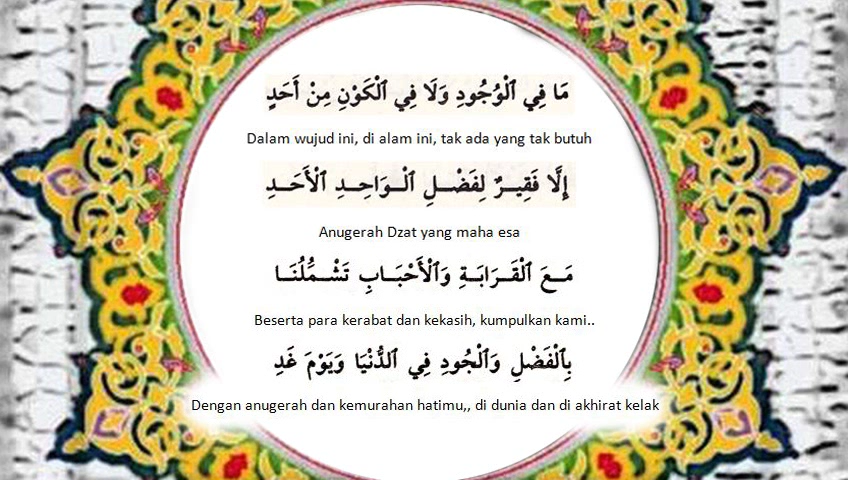 مَا فِي الْوُجُودِ وَلَا فِي الْكَوْنِ مِنْ أَحَدٍ
Dalam wujud ini, di alam ini, tak ada yang tak butuh
إِلَّا فَقِيرٌ لِفَضْلِ الْوَاحِدِ الْأَحَدِ
Anugerah Dzat yang maha esa
مَعَ الْقَرَابَةِ وَالْأَحْبَابِ تَشْمُلُنَا
Beserta para kerabat dan kekasih, kumpulkan kami..
بِالْفَضْلِ وَالْجُودِ فِي الدُّنْيَا وَيَوْمَ غَدِ
Dengan anugerah dan kemurahan hatimu,, di dunia dan di akhirat kelak